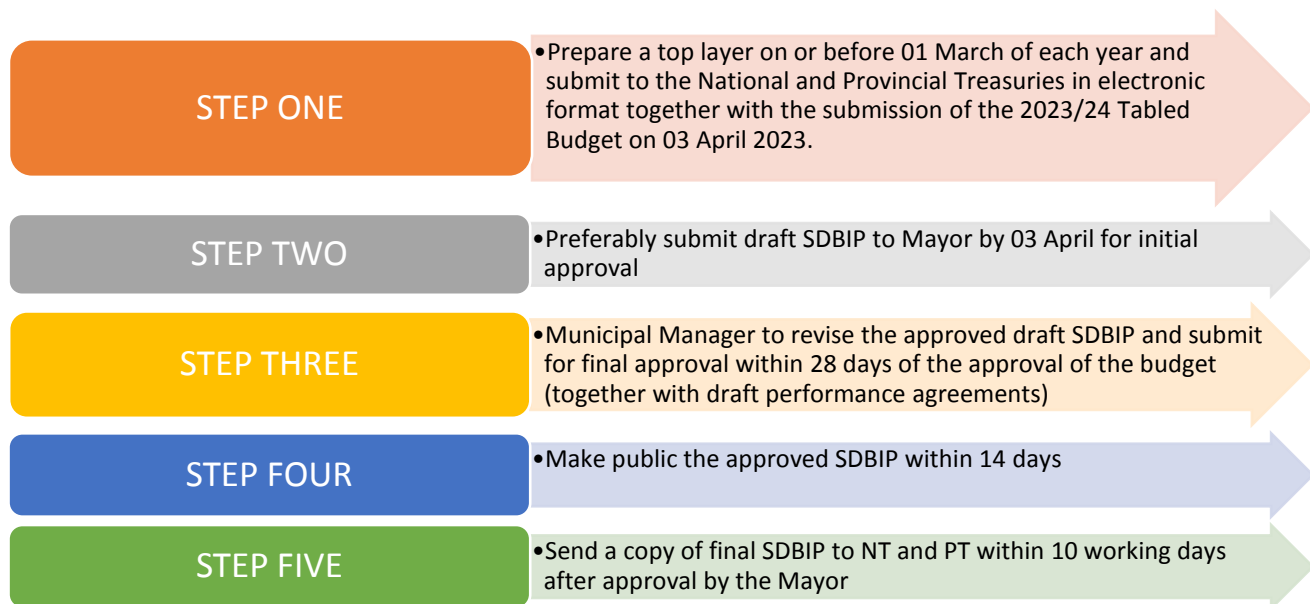 STEP ONE
•Prepare a top layer on or before 01 March of each year and
submit to the National and Provincial Treasuries in electronic
format together with the submission of the 2023/24 Tabled
Budget on 03 April 2023.
STEP TWO
•Preferably submit draft SDBIP to Mayor by 03 April for initial
approval
STEP THREE
•Municipal Manager to revise the approved draft SDBIP and submit
for final approval within 28 days of the approval of the budget
(together with draft performance agreements)
STEP FOUR
•Make public the approved SDBIP within 14 days
STEP FIVE
•Send a copy of final SDBIP to NT and PT within 10 working days
after approval by the Mayor